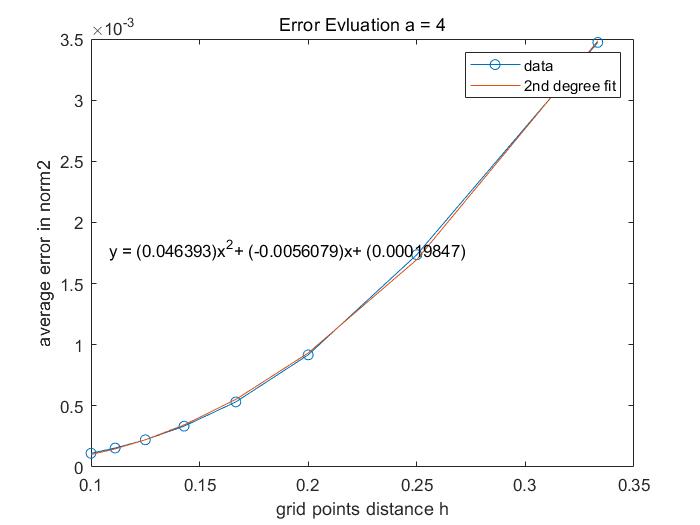 ×10-3
Error Evluation a = 4
3.5
3
2.5
2
1.5
1
0.5
0
data
2nd degree fit
y = (0.046393)x2+ (-0.0056079)x+ (0.00019847)
average error in norm2
0.1 0.15 0.2 0.25 0.3 0.35
grid points distance h